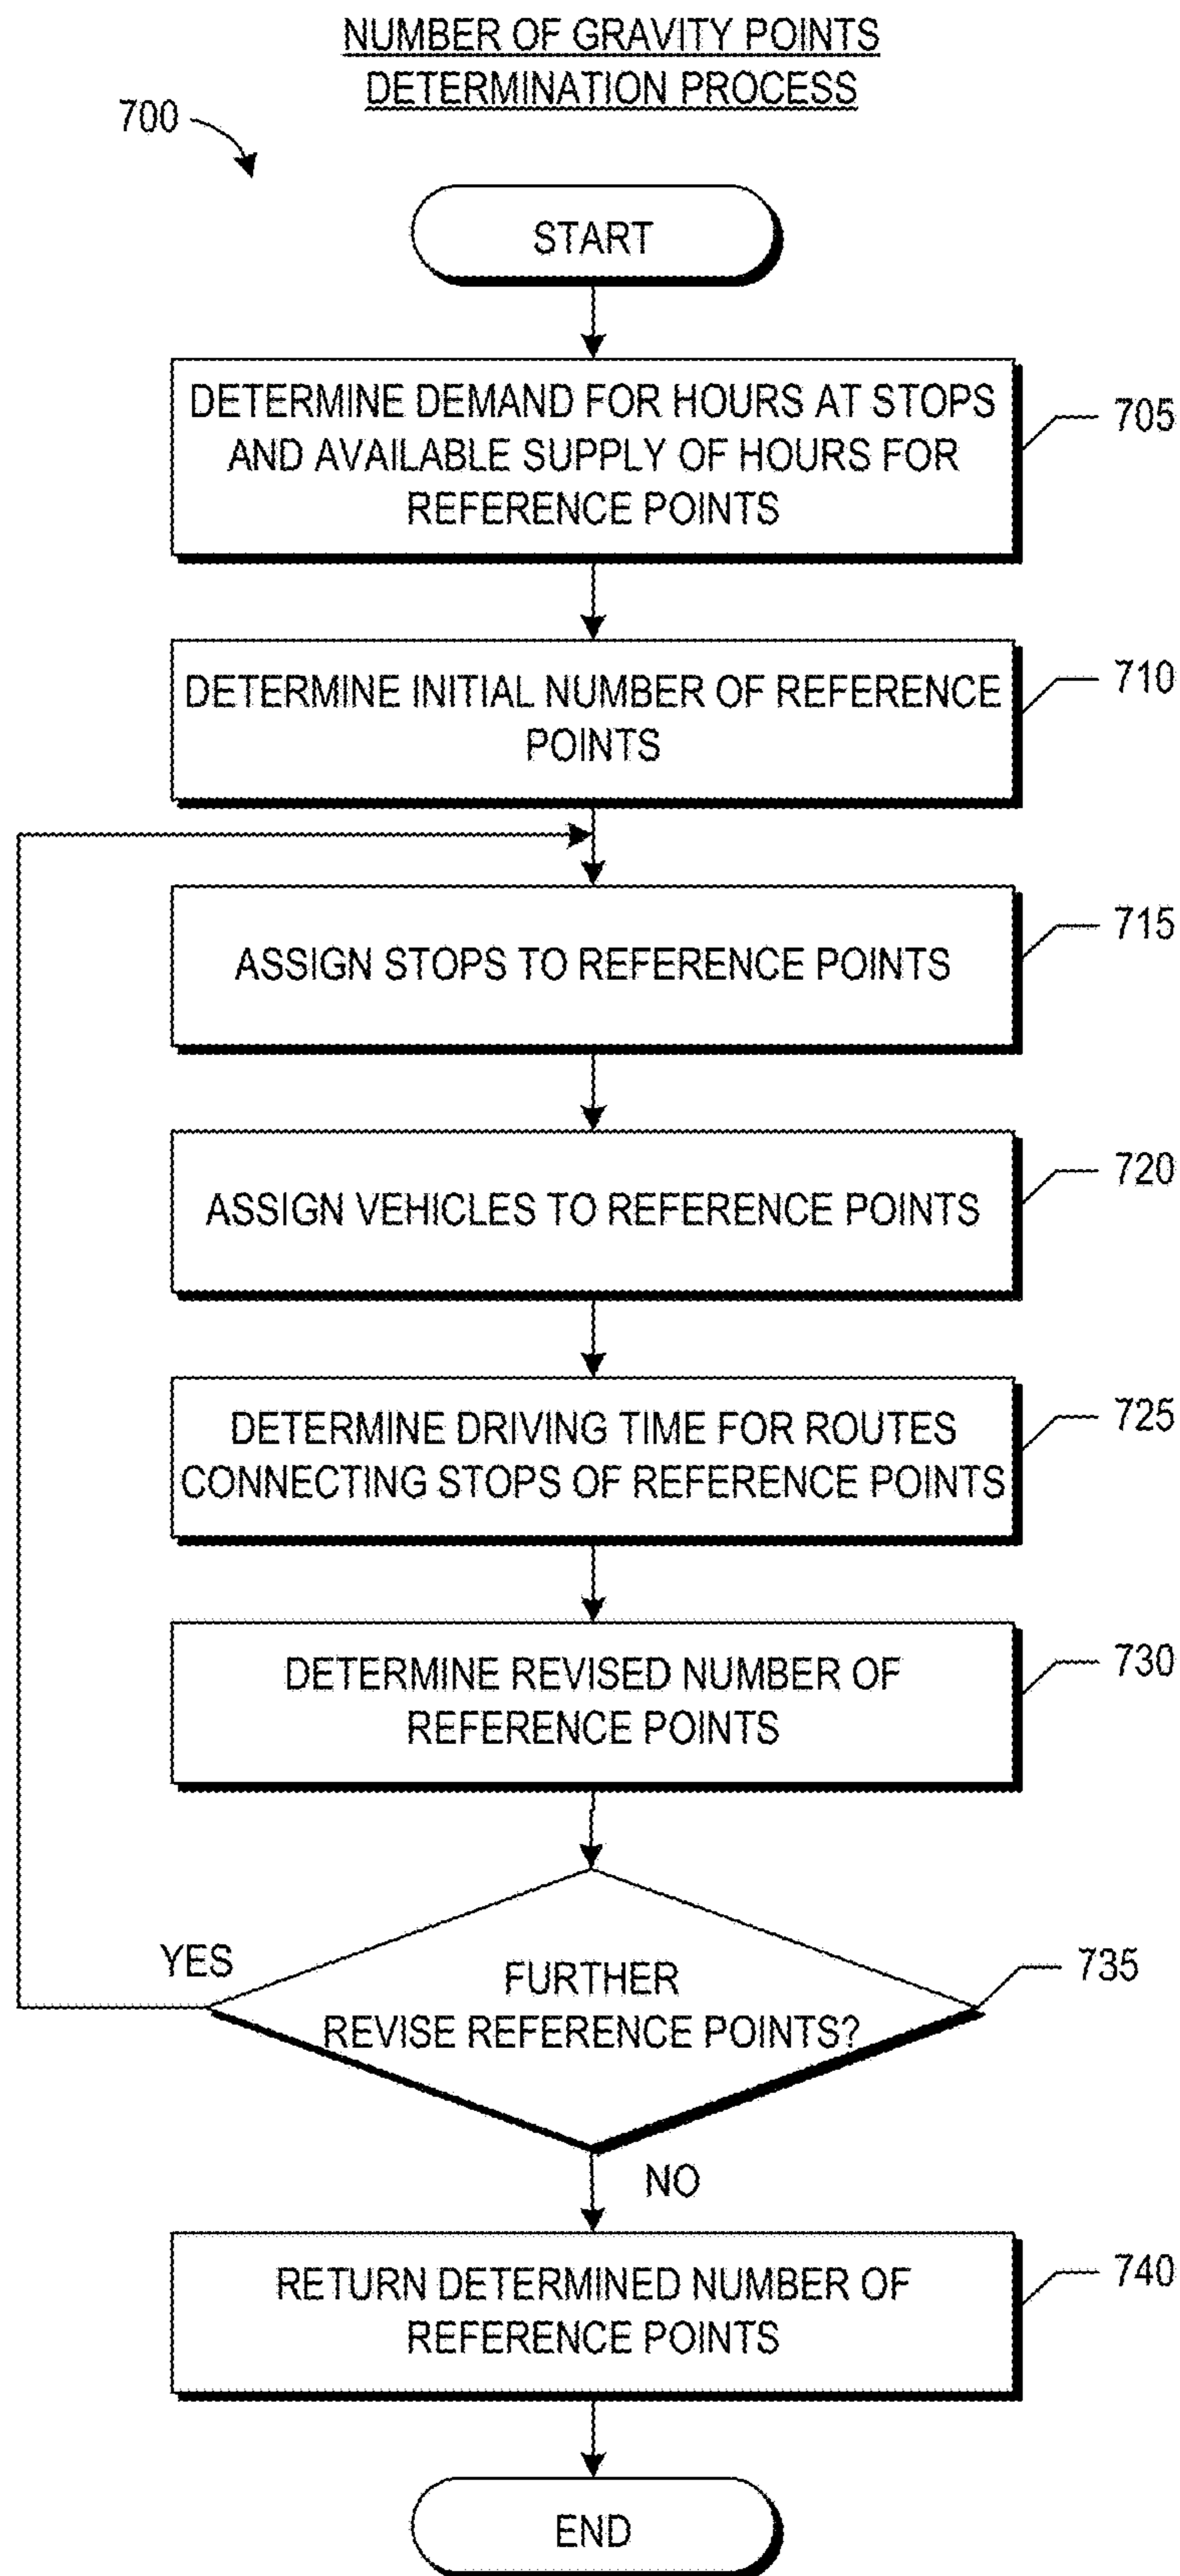 NUMBER OF GRAVITY POINTS
DETERMINATION PROCESS
700
START
DETERMINE DEMAND FOR HOURS AT STOPS
AND AVAILABLE SUPPLY OF HOURS FOR
REFERENCE POINTS
705
DETERMINE INITIAL NUMBER OF REFERENCE
POINTS
710
ASSIGN STOPS TO REFERENCE POINTS
715
ASSIGN VEHICLES TO REFERENCE POINTS
720
DETERMINE DRIVING TIME FOR ROUTES
CONNECTING STOPS OF REFERENCE POINTS
725
DETERMINE REVISED NUMBER OF
REFERENCE POINTS
730
YES
FURTHER
REVISE REFERENCE POINTS?
735
NO
RETURN DETERMINED NUMBER OF
REFERENCE POINTS
740
END